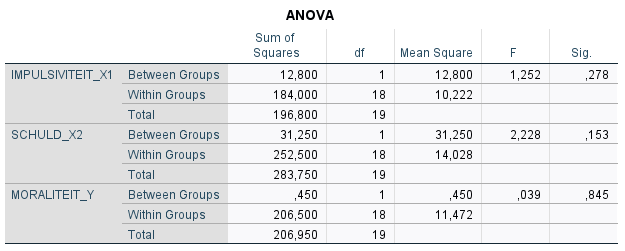 ANOVA
Sum of Squares df Mean Square F Sig.
IMPULSIVITEIT_X1 Between Groups 12,800 1 12,800 1,252 ,278
Within Groups 184,000 18 10,222
Total 196,800 19
SCHULD_X2 Between Groups 31,250 1 31,250 2,228 ,153
Within Groups 252,500 18 14,028
Total 283,750 19
MORALITEIT_Y Between Groups ,450 1 ,450 ,039 ,845
Within Groups 206,500 18 11,472
Total 206,950 19